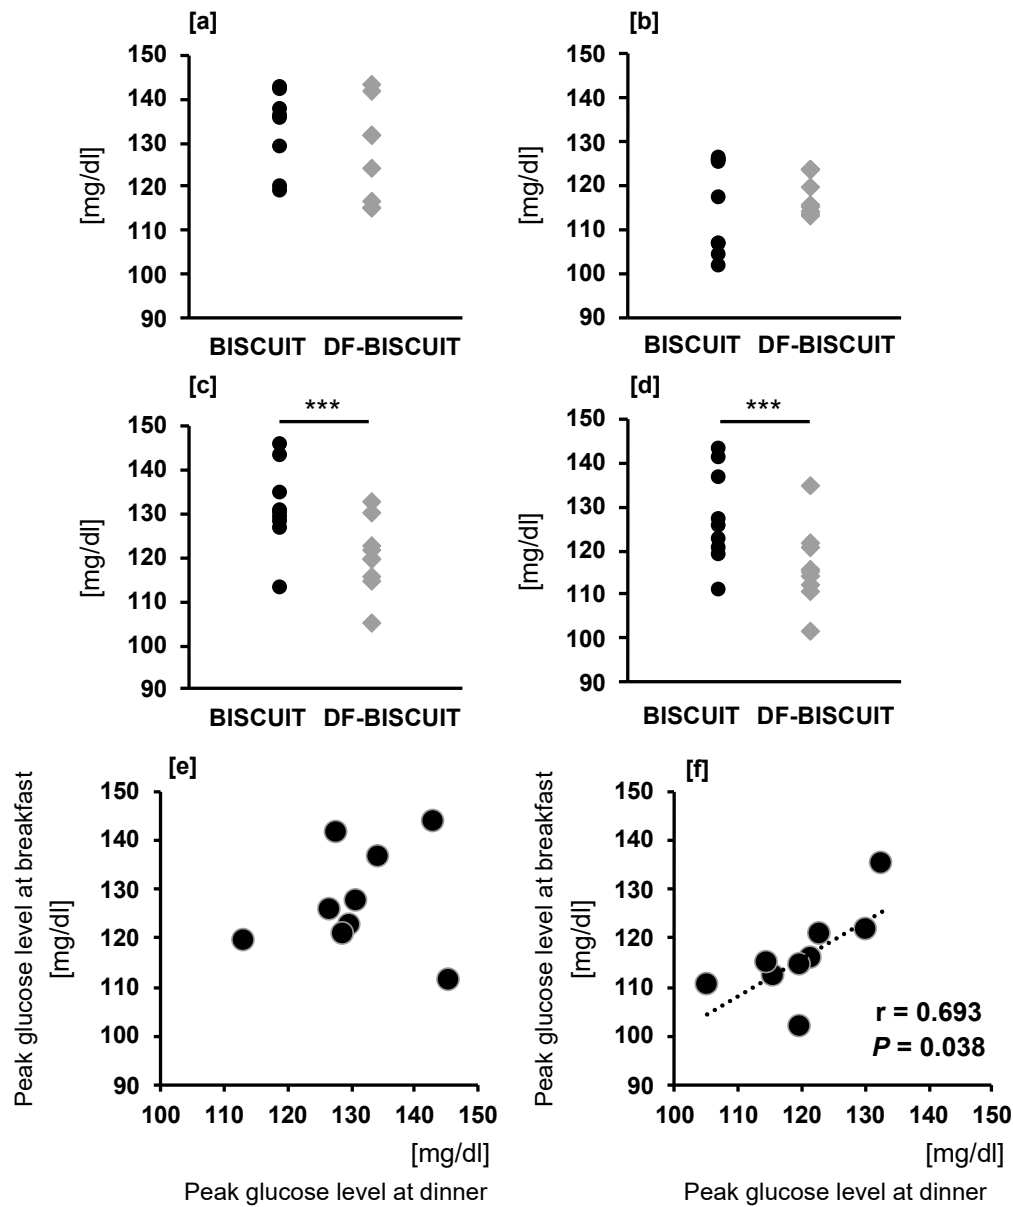 [a]
150
140
130
120
110
100
90
[mg/dl]
BISCUIT DF-BISCUIT
[b]
150
140
130
120
110
100
90
[mg/dl]
BISCUIT DF-BISCUIT
[c]
***
150
140
130
120
110
100
90
[mg/dl]
BISCUIT DF-BISCUIT
[d]
***
150
140
130
120
110
100
90
[mg/dl]
BISCUIT DF-BISCUIT
[e]
Peak glucose level at breakfast
[mg/dl]
150
140
130
120
110
100
90
100 110 120 130 140 150
[mg/dl]
Peak glucose level at dinner
[f]
Peak glucose level at breakfast
[mg/dl]
150
140
130
120
110
100
90
r = 0.693
P = 0.038
100 110 120 130 140 150
[mg/dl]
Peak glucose level at dinner